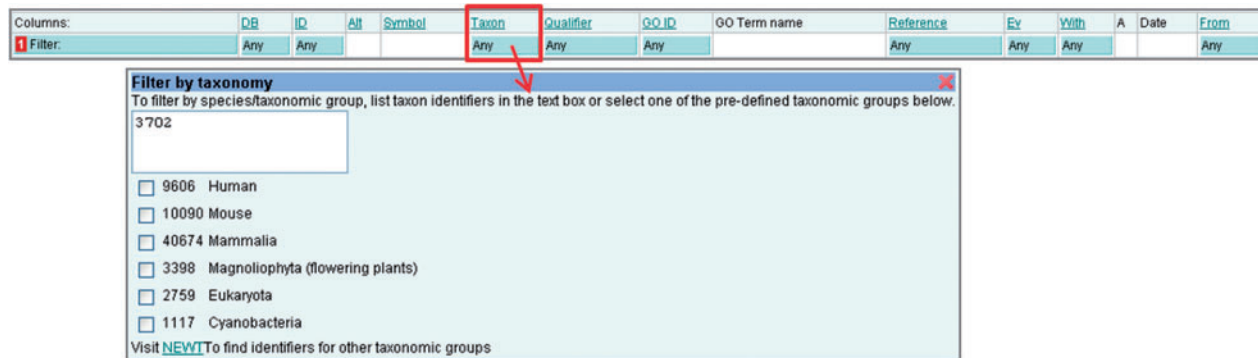 Columns: DB ID Alt Symbol Taxon Qualifier GO ID GO Term name Reference Ev With A Date From
1 Filter: Any Any Any Any Any Any Any Any Any
Filter by taxonomy
To filter by species/taxonomic group, list taxon identifiers in the text box or select one of the pre-defined taxonomic groups below.
3702
9606 Human
10090 Mouse
40674 Mammalia
3398 Magnoliophyta (flowering plants)
2759 Eukaryota
1117 Cyanobacteria
Visit NEWTTo find identifiers for other taxonomic groups